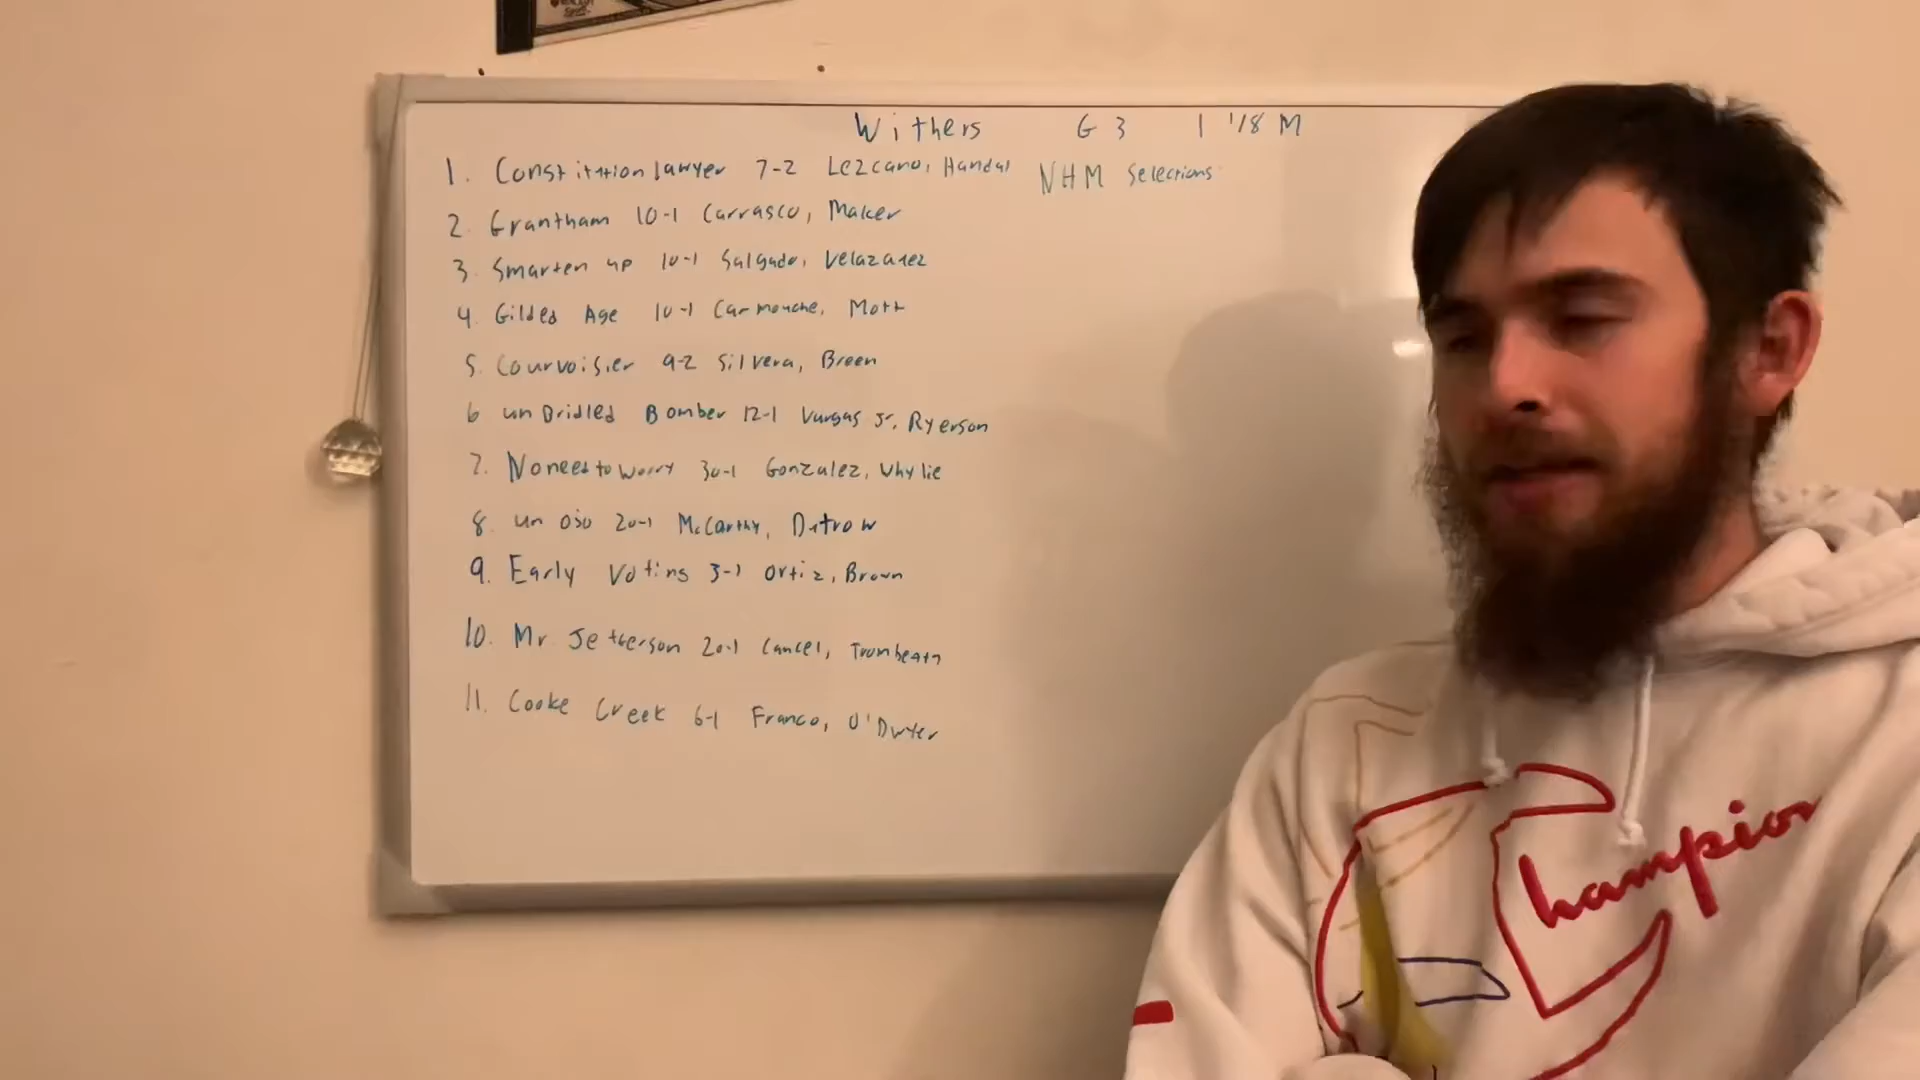 Withers G3 1 1/8 M
1. Constitution lawyer 7-2 Lezcano, Handal
NHM Selections
2. Grantham 10-1 Carrasco, Maker
3. Smarten up 10-1 Salgado, Velazquez
4. Gilded Age 10-1 Carmouche, Mott
5. Courvoisier 9-2 Silvera, Breen
6 un Bridled Bomber 12-1 Vargas Jr, Ryerson
7. Noneedtoworry 30-1 Gonzalez, Whylie
8. un ojo 20-1 McCarthy, Detrow
9. Early Voting 3-1 Ortiz, Brown
10. Mr Jefferson 20-1 Cancel,
11. Cooke Creek 6-1 Franco, O'Dwyer
Champion